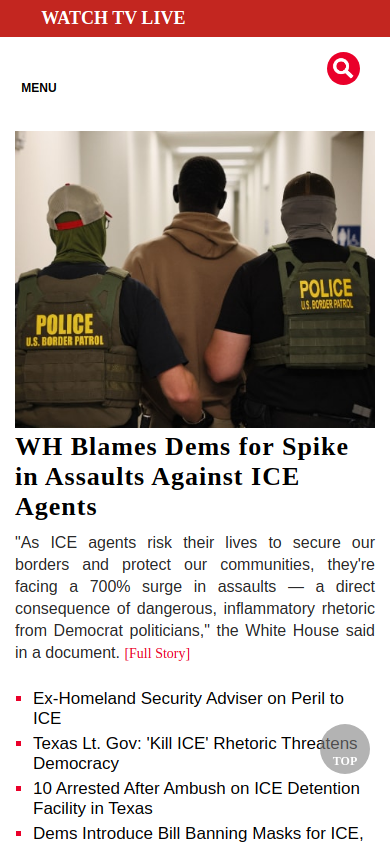 WATCH TV LIVE
MENU
POLICE
U.S. BORDER PATROL
POLICE
U.S. BORDER PATROL
WH Blames Dems for Spike
in Assaults Against ICE
Agents
"As ICE agents risk their lives to secure our
borders and protect our communities, they're
facing a 700% surge in assaults — a direct
consequence of dangerous, inflammatory rhetoric
from Democrat politicians," the White House said
in a document. [Full Story]
Ex-Homeland Security Adviser on Peril to
ICE
Texas Lt. Gov: 'Kill ICE' Rhetoric Threatens
Democracy
TOP
10 Arrested After Ambush on ICE Detention
Facility in Texas
Dems Introduce Bill Banning Masks for ICE,